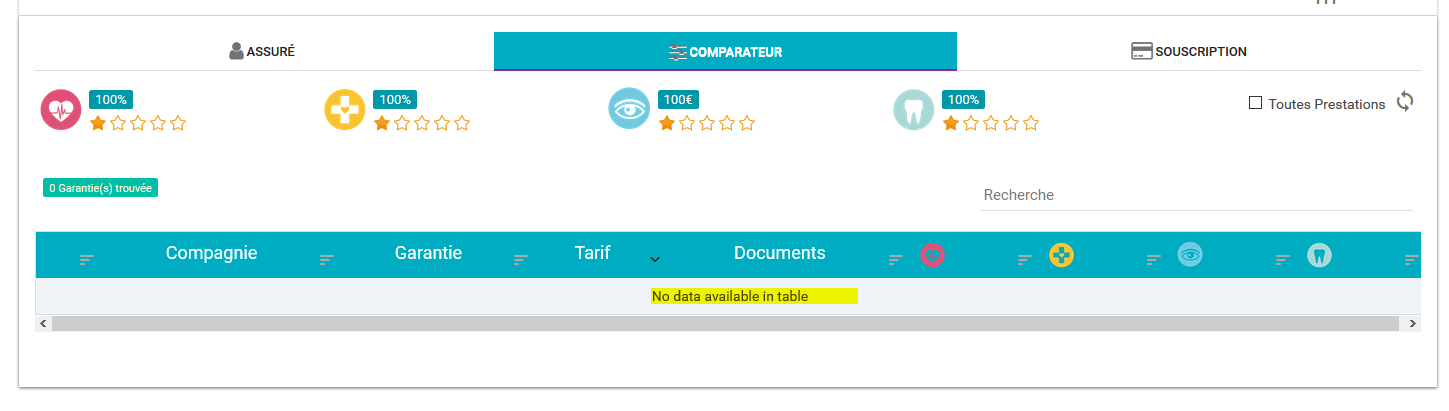 ASSURÉ
COMPARATEUR
SOUSCRIPTION
100%
100%
100€
100%
Toutes Prestations
0 Garantie(s) trouvée
Recherche
Compagnie Garantie Tarif Documents
No data available in table